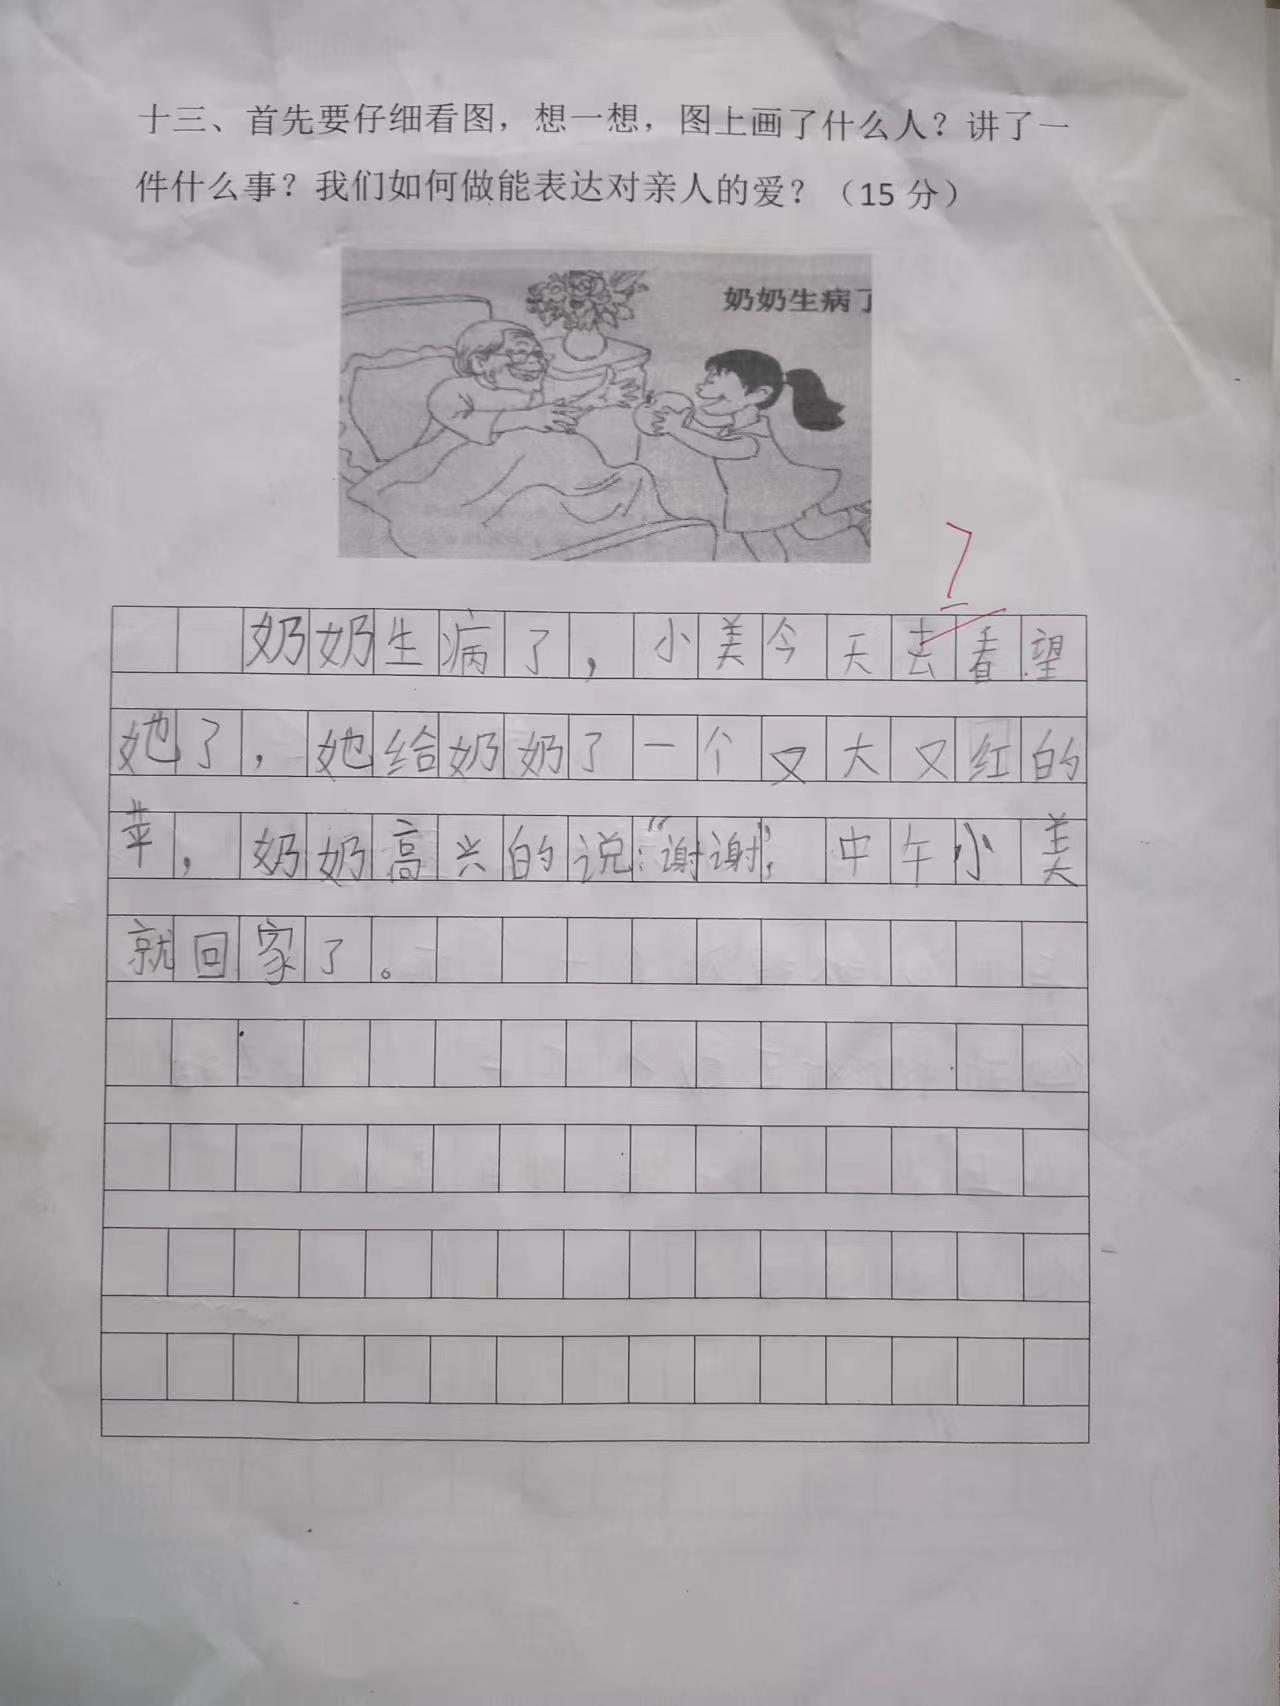 十三、首先要仔细看图，想一想，图上画了什么人？讲了一
件什么事？我们如何做能表达对亲人的爱？（15 分）
奶奶生病了
7
奶奶生病了，小美今天去看望
她了，她给奶奶了一个又大又红的
苹，奶奶高兴的说：“谢谢”，中午小美
就回家了。